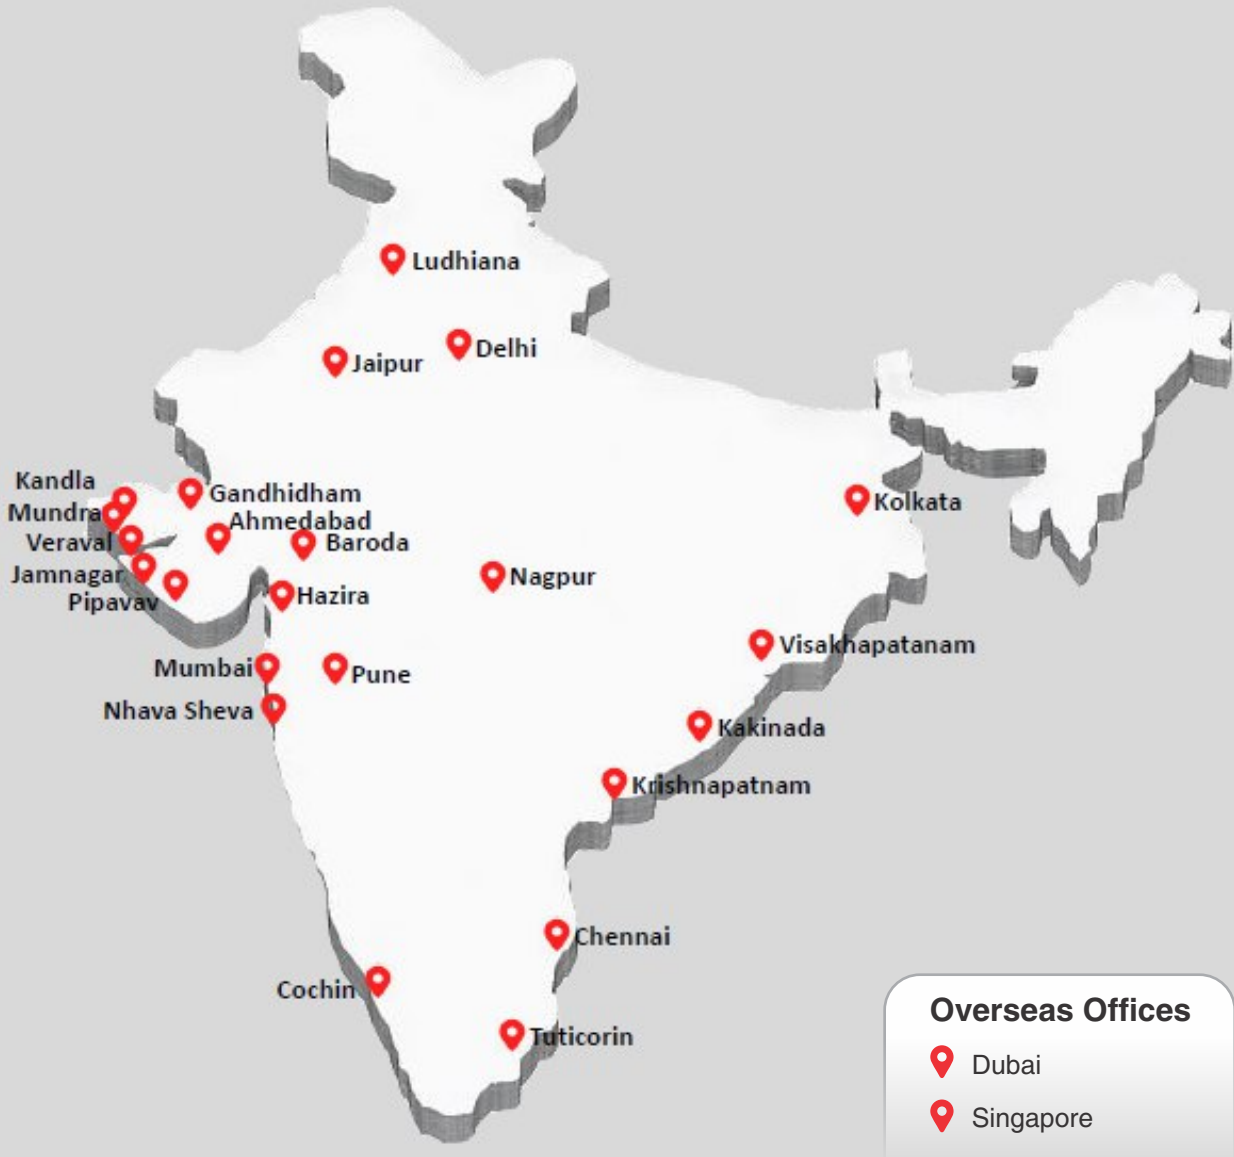 Ludhiana
Delhi
Jaipur
Kandla
Gandhidham
Kolkata
Mundra
Ahmedabad
Veraval
Baroda
Jamnagar
Nagpur
Pipavav
Hazira
Visakhapatanam
Mumbai
Pune
Nhava Sheva
Kakinada
Krishnapatnam
Chennai
Cochin
Tuticorin
Overseas Offices
Dubai
Singapore